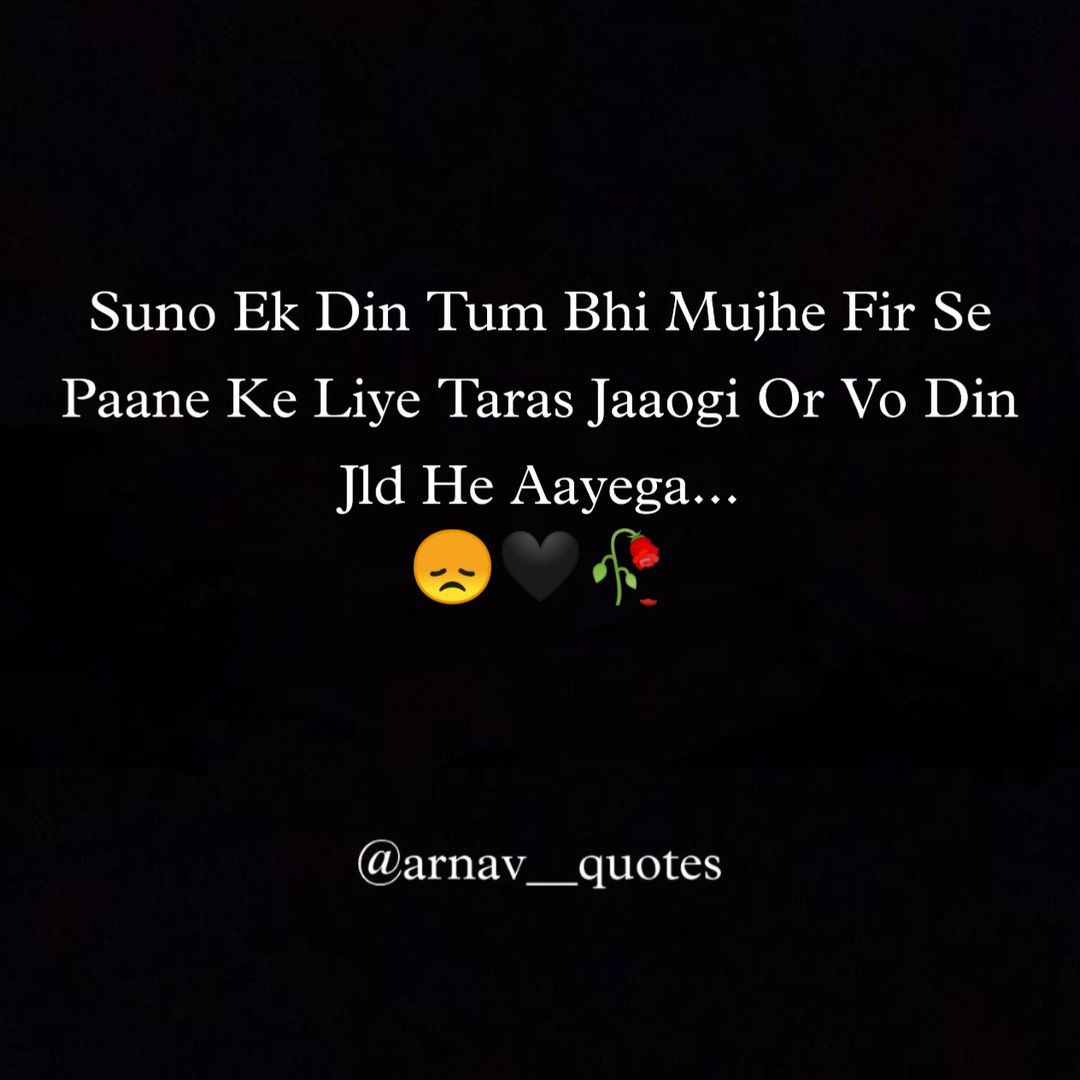 Suno Ek Din Tum Bhi Mujhe Fir Se
Paane Ke Liye Taras Jaaogi Or Vo Din
Jld He Aayega...
😞🖤🥀
@arnav__quotes